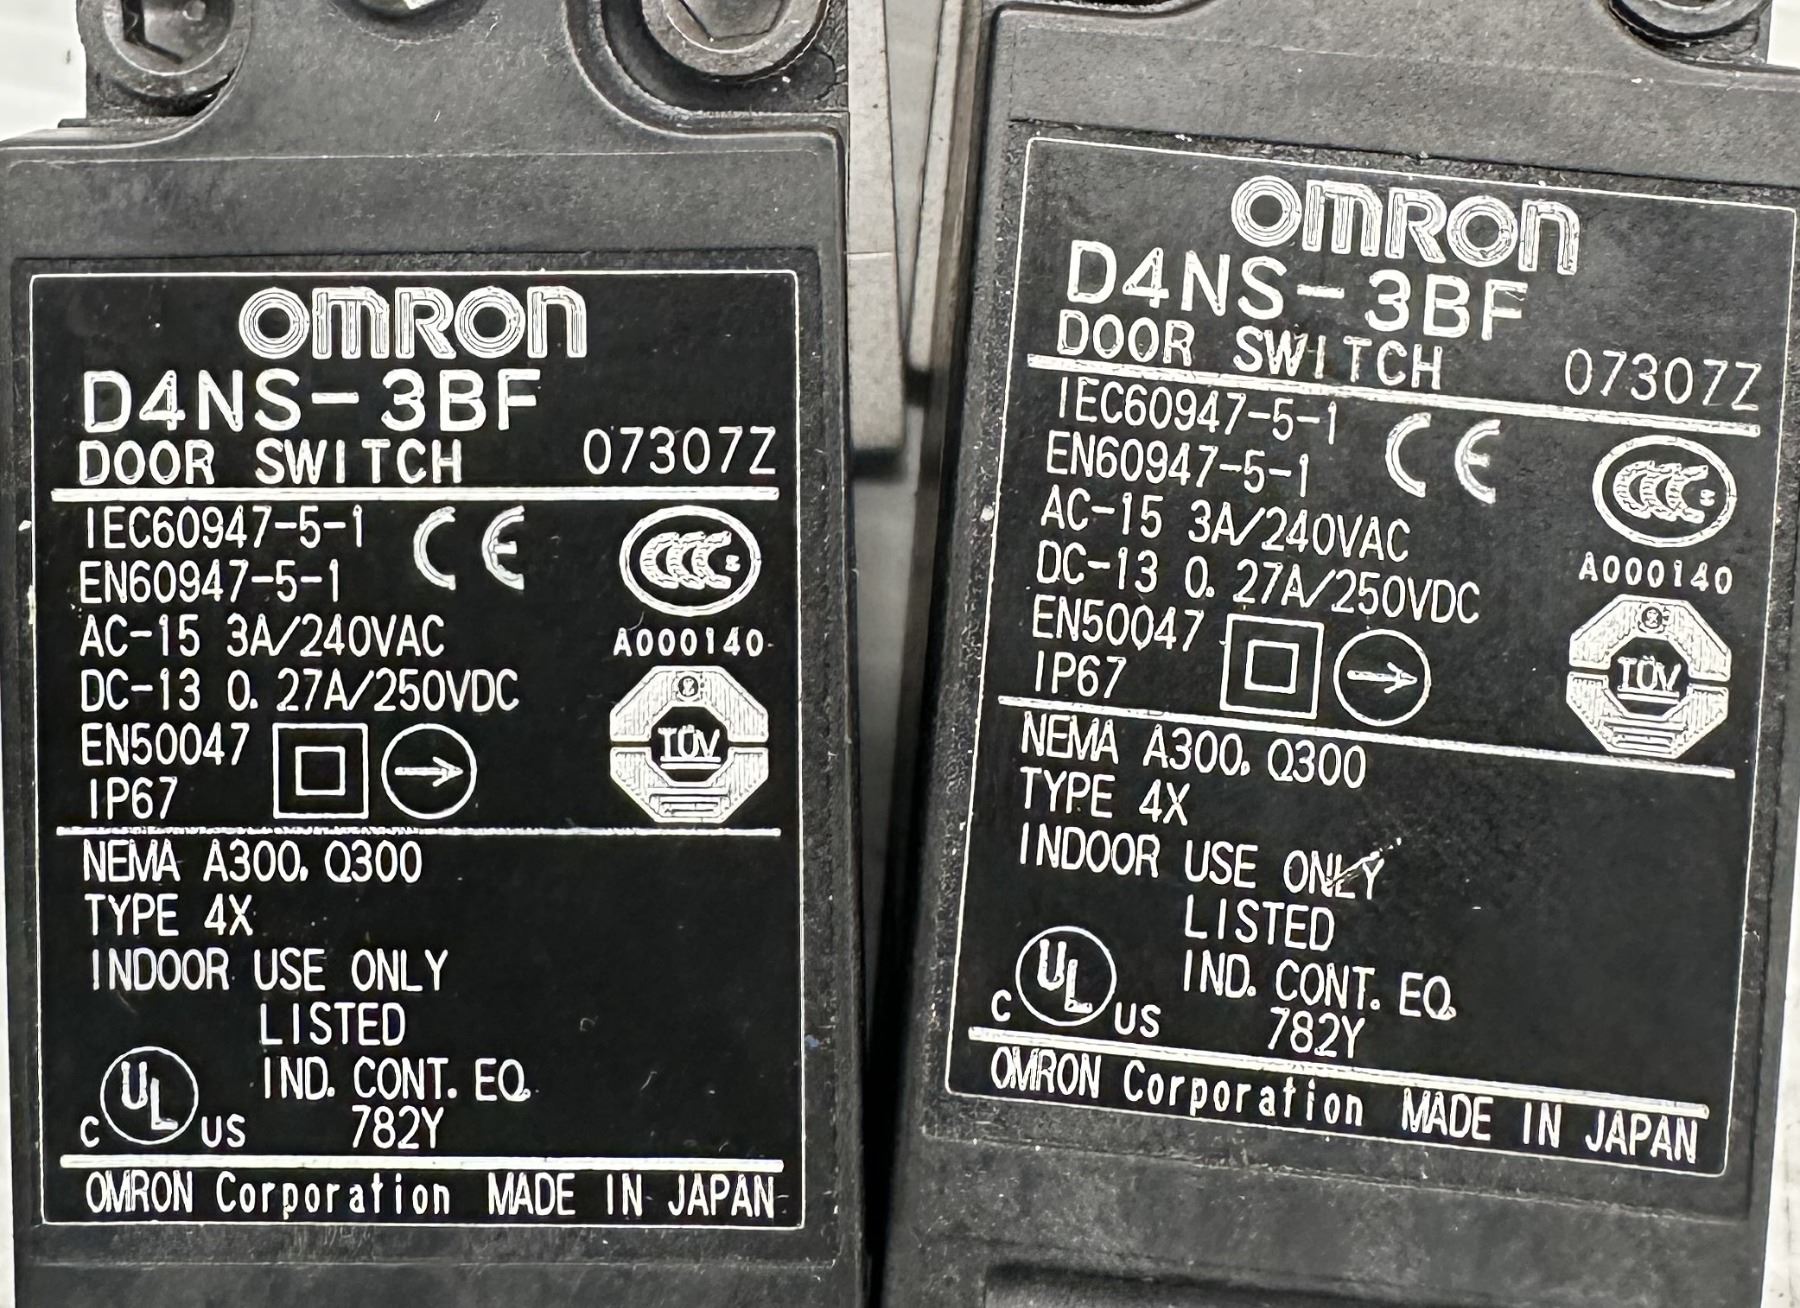 OMRON
D4NS-3BF
DOOR SWITCH 07307Z
IEC60947-5-1 CE
EN60947-5-1 CCC S
AC-15 3A/240VAC A000140
DC-13 0.27A/250VDC
EN50047 TÜV
IP67
NEMA A300, Q300
TYPE 4X
INDOOR USE ONLY
LISTED
IND. CONT. EQ.
C UL US 782Y
OMRON Corporation MADE IN JAPAN
OMRON
D4NS-3BF
DOOR SWITCH 07307Z
IEC60947-5-1 CE
EN60947-5-1 CCC S
AC-15 3A/240VAC
DC-13 0.27A/250VDC A000140
EN50047 TÜV
IP67
NEMA A300, Q300
TYPE 4X
INDOOR USE ONLY
LISTED
IND. CONT. EQ.
C UL US 782Y
OMRON Corporation MADE IN JAPAN